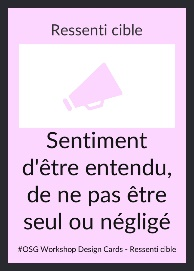 Ressenti cible
Sentiment
d'être entendu,
de ne pas être
seul ou négligé
#OSG Workshop Design Cards - Ressenti cible